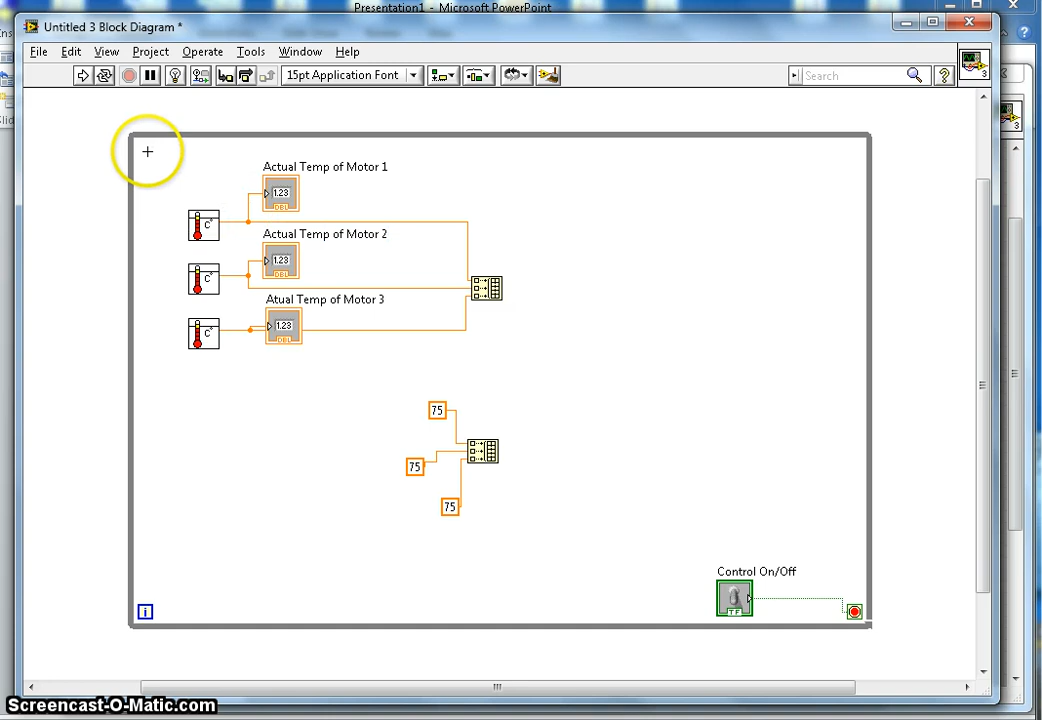 Presentation1 - Microsoft PowerPoint
Untitled 3 Block Diagram *
File Edit View Project Operate Tools Window Help
15pt Application Font
Search
?
3
3
Actual Temp of Motor 1
1.23
DBL
C°
Actual Temp of Motor 2
1.23
DBL
C°
Atual Temp of Motor 3
1.23
DBL
C°
75
75
75
Control On/Off
TF
i
Screencast-O-Matic.com